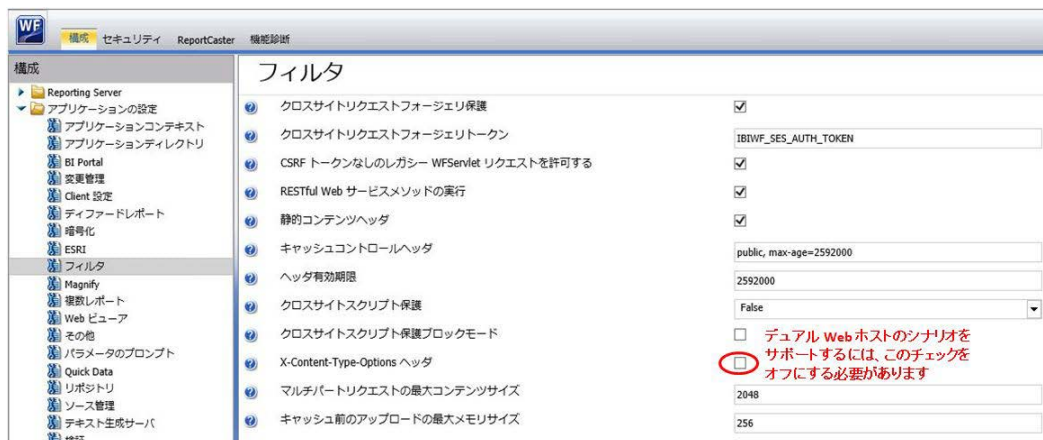 WF
構成 セキュリティ ReportCaster 機能診断
構成
Reporting Server
アプリケーションの設定
アプリケーションコンテキスト
アプリケーションディレクトリ
BI Portal
変更管理
Client 設定
ディファードレポート
暗号化
ESRI
フィルタ
Magnify
複数レポート
Web ビューア
その他
パラメータのプロンプト
Quick Data
リポジトリ
ソース管理
テキスト生成サーバ
検証
フィルタ
クロスサイトリクエストフォージェリ保護
クロスサイトリクエストフォージェリトークン IBIWF_SES_AUTH_TOKEN
CSRF トークンなしのレガシー WFServlet リクエストを許可する
RESTful Web サービスメソッドの実行
静的コンテンツヘッダ
キャッシュコントロールヘッダ public, max-age=2592000
ヘッダ有効期限 2592000
クロスサイトスクリプト保護 False
クロスサイトスクリプト保護ブロックモード
X-Content-Type-Options ヘッダ
デュアル Web ホストのシナリオを
サポートするには、このチェックを
オフにする必要があります
マルチパートリクエストの最大コンテンツサイズ 2048
キャッシュ前のアップロードの最大メモリサイズ 256